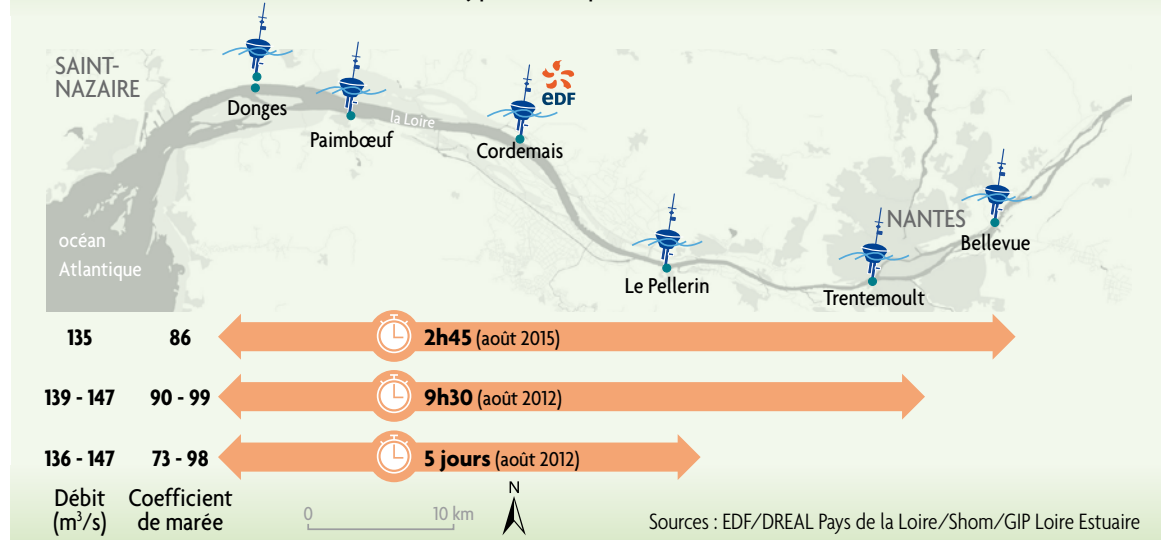 SAINT-
NAZAIRE
Donges
Paimbœuf
la Loire
eDF
Cordemais
océan
Atlantique
Le Pellerin
NANTES
Bellevue
Trentemoult
135 86 2h45 (août 2015)
139 - 147 90 - 99 9h30 (août 2012)
136 - 147 73 - 98 5 jours (août 2012)
Débit Coefficient
(m³/s) de marée
0 10 km
N
Sources : EDF/DREAL Pays de la Loire/Shom/GIP Loire Estuaire